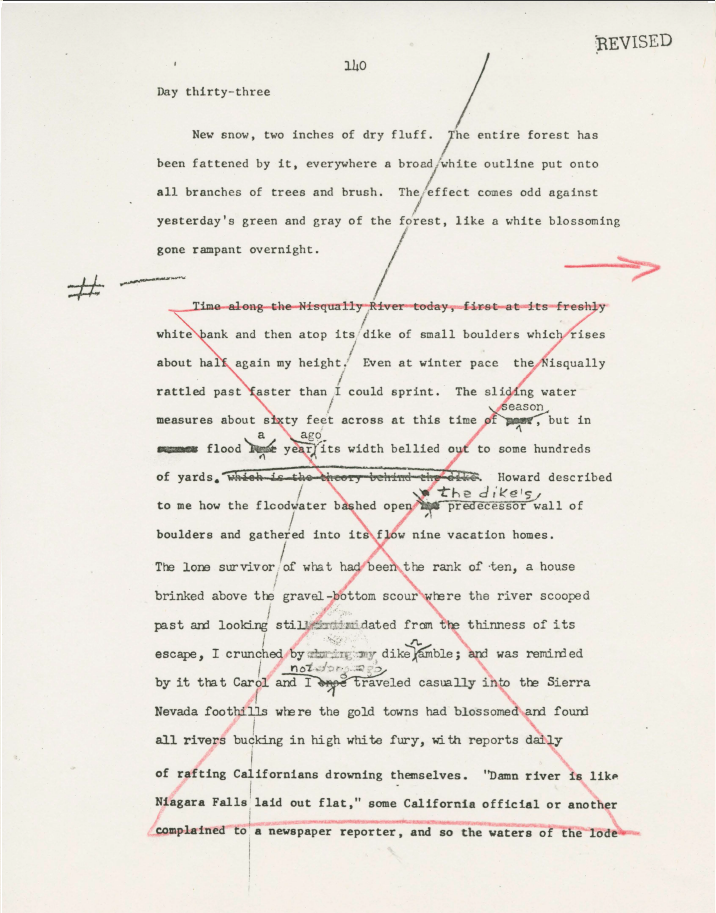 REVISED
140
Day thirty-three
New snow, two inches of dry fluff. The entire forest has
been fattened by it, everywhere a broad white outline put onto
all branches of trees and brush. The effect comes odd against
yesterday's green and gray of the forest, like a white blossoming
gone rampant overnight.
#
Time along the Nisqually River today, first at its freshly
white bank and then atop its dike of small boulders which rises
about half again my height. Even at winter pace the Nisqually
rattled past faster than I could sprint. The sliding water
season
measures about sixty feet across at this time of , but in
a ago
flood year, its width bellied out to some hundreds
of yards. which is the theory behind the dike. Howard described
the dike's
to me how the floodwater bashed open predecessor wall of
boulders and gathered into its flow nine vacation homes.
The lone survivor of what had been the rank of ten, a house
brinked above the gravel-bottom scour where the river scooped
past and looking still dated from the thinness of its
escape, I crunched by dike amble; and was reminded
not long ago
by it that Carol and I once traveled casually into the Sierra
Nevada foothills where the gold towns had blossomed and found
all rivers bucking in high white fury, with reports daily
of rafting Californians drowning themselves. "Damn river is like
Niagara Falls laid out flat," some California official or another
complained to a newspaper reporter, and so the waters of the lode